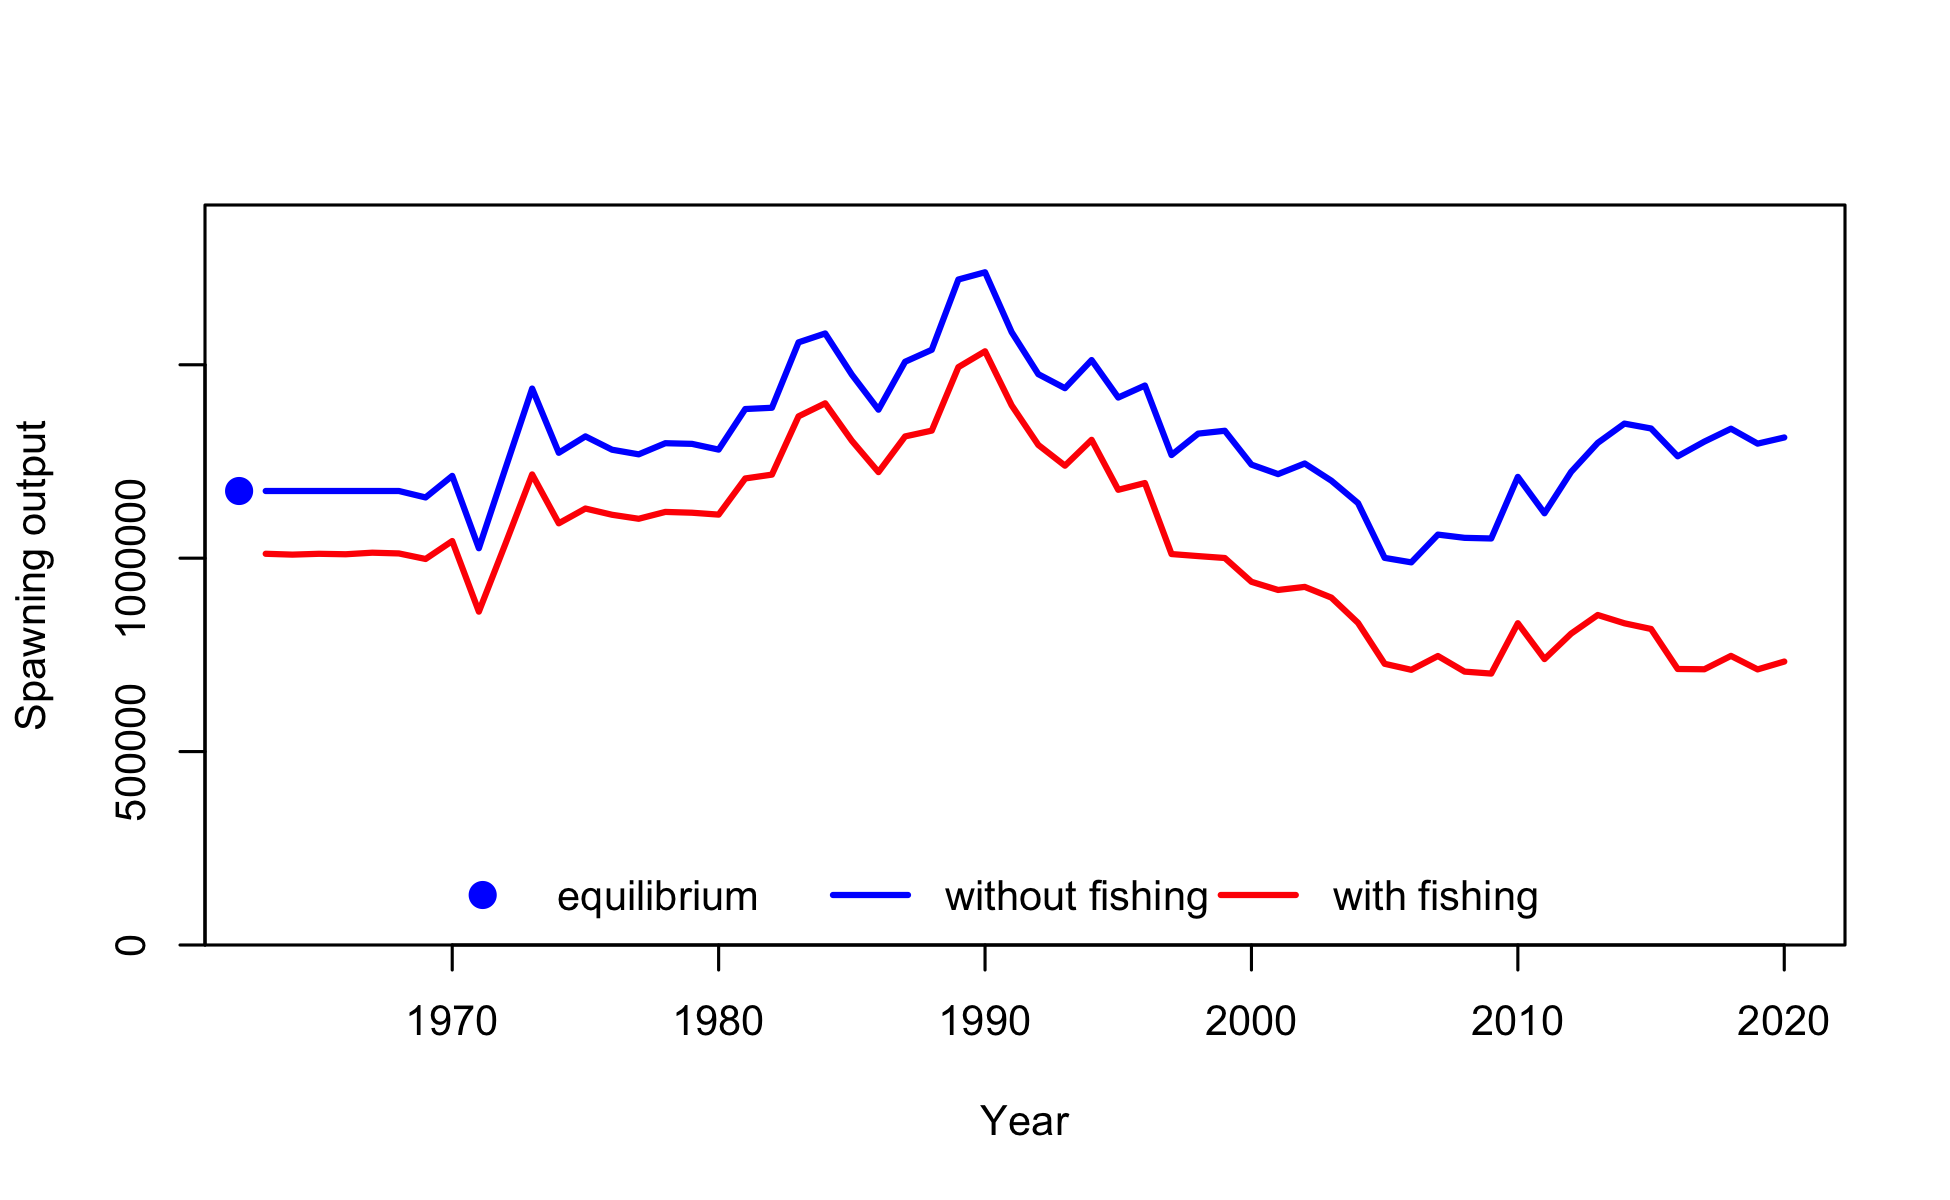 Spawning output
1000000
500000
0
equilibrium without fishing with fishing
1970 1980 1990 2000 2010 2020
Year